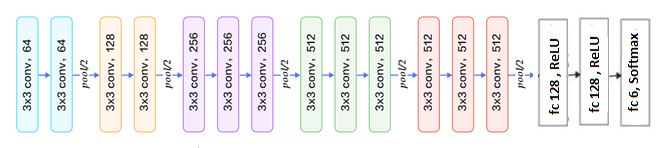 3x3 conv, 64
3x3 conv, 64
pool/2
3x3 conv, 128
3x3 conv, 128
pool/2
3x3 conv, 256
3x3 conv, 256
3x3 conv, 256
pool/2
3x3 conv, 512
3x3 conv, 512
3x3 conv, 512
pool/2
3x3 conv, 512
3x3 conv, 512
3x3 conv, 512
pool/2
fc 128 , ReLU
fc 128 , ReLU
fc 6, Softmax